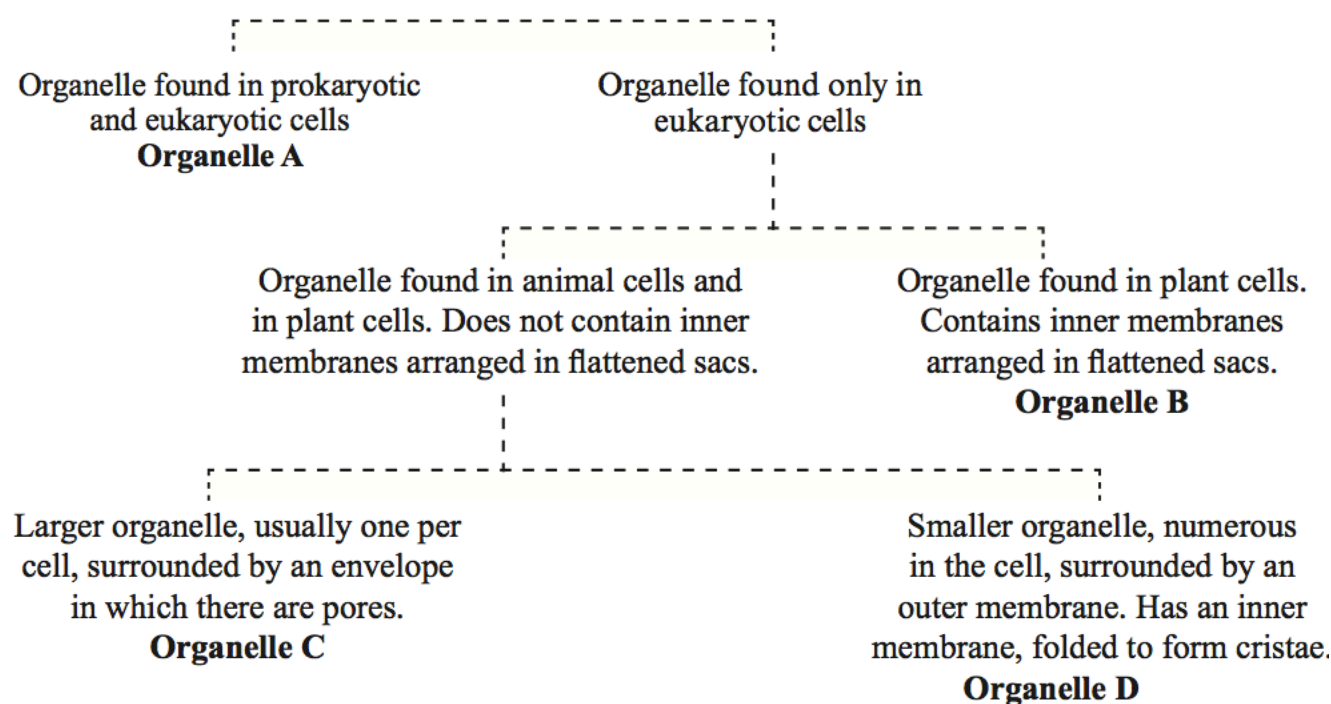 Organelle found in prokaryotic
and eukaryotic cells
Organelle A
Organelle found only in
eukaryotic cells
Organelle found in animal cells and
in plant cells. Does not contain inner
membranes arranged in flattened sacs.
Organelle found in plant cells.
Contains inner membranes
arranged in flattened sacs.
Organelle B
Larger organelle, usually one per
cell, surrounded by an envelope
in which there are pores.
Organelle C
Smaller organelle, numerous
in the cell, surrounded by an
outer membrane. Has an inner
membrane, folded to form cristae.
Organelle D